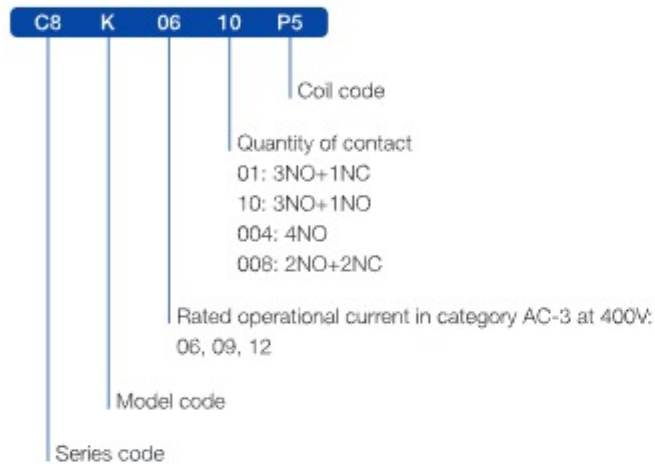 C8 K 06 10 P5
Coil code
Quantity of contact
01: 3NO+1NC
10: 3NO+1NO
004: 4NO
008: 2NO+2NC
Rated operational current in category AC-3 at 400V:
06, 09, 12
Model code
Series code